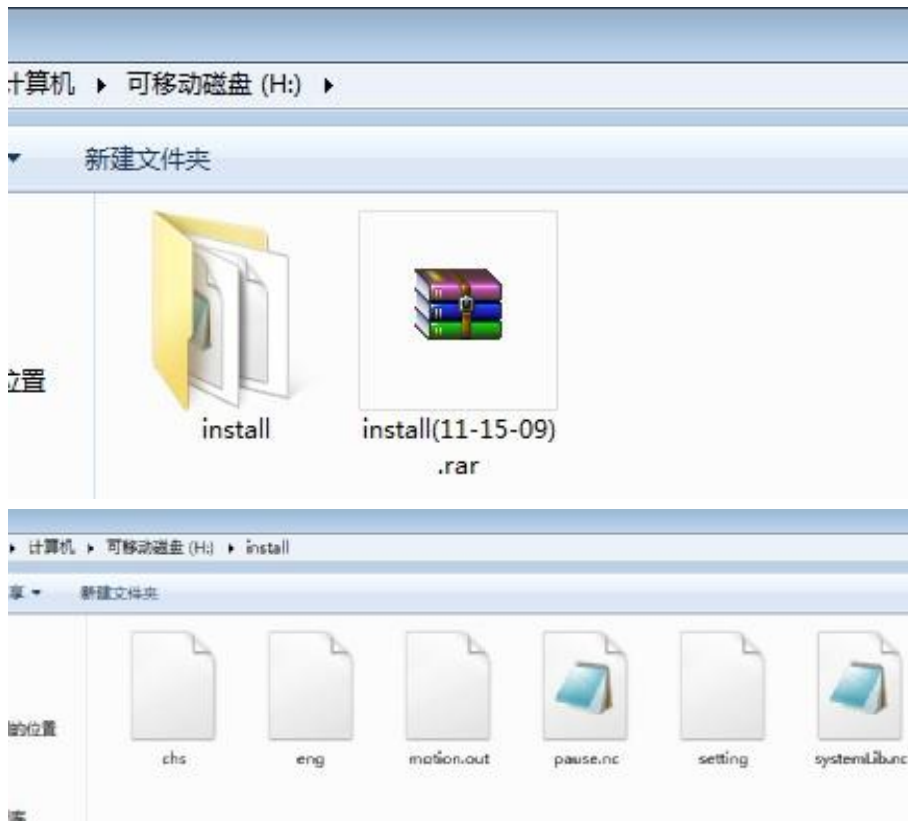 计算机 ▸ 可移动磁盘 (H:) ▸
新建文件夹
位置
install
install(11-15-09)
.rar
计算机 ▸ 可移动磁盘 (H:) ▸ install
享 新建文件夹
的位置
chs eng motion.out pause.nc setting systemLib.nc
库